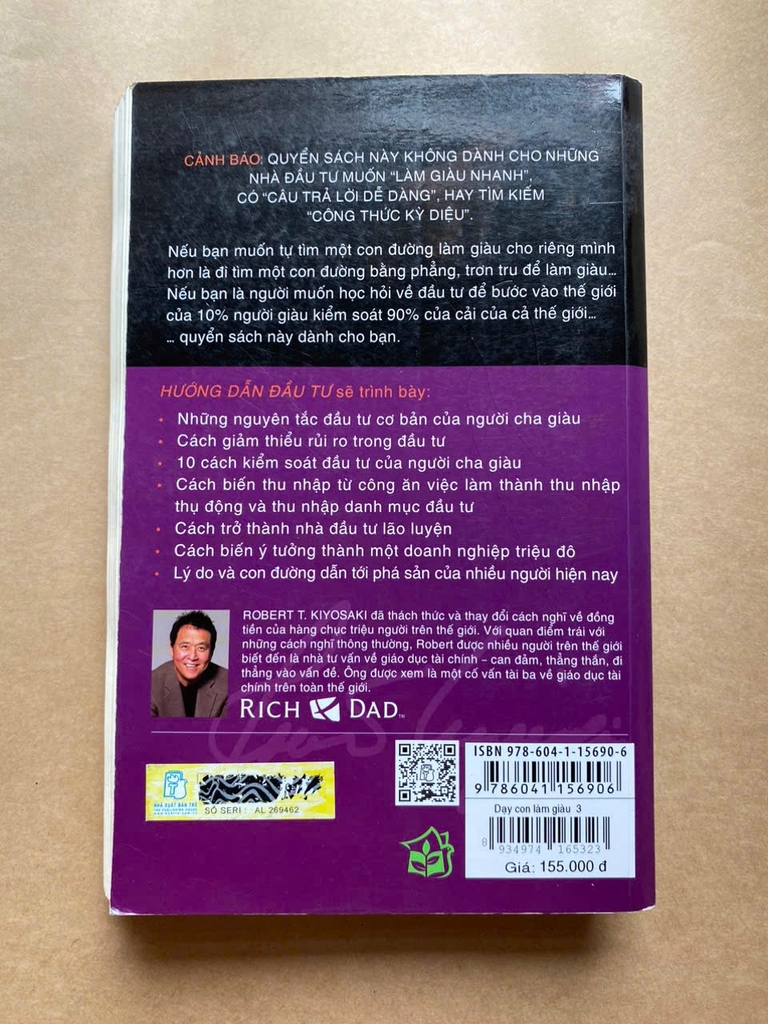 CẢNH BÁO: QUYỂN SÁCH NÀY KHÔNG DÀNH CHO NHỮNG
NHÀ ĐẦU TƯ MUỐN “LÀM GIÀU NHANH”,
CÓ “CÂU TRẢ LỜI DỄ DÀNG”, HAY TÌM KIẾM
“CÔNG THỨC KỲ DIỆU”.
Nếu bạn muốn tự tìm một con đường làm giàu cho riêng mình
hơn là đi tìm một con đường bằng phẳng, trơn tru để làm giàu...
Nếu bạn là người muốn học hỏi về đầu tư để bước vào thế giới
của 10% người giàu kiểm soát 90% của cải của cả thế giới...
... quyển sách này dành cho bạn.
HƯỚNG DẪN ĐẦU TƯ sẽ trình bày:
• Những nguyên tắc đầu tư cơ bản của người cha giàu
• Cách giảm thiểu rủi ro trong đầu tư
• 10 cách kiểm soát đầu tư của người cha giàu
• Cách biến thu nhập từ công ăn việc làm thành thu nhập
thụ động và thu nhập danh mục đầu tư
• Cách trở thành nhà đầu tư lão luyện
• Cách biến ý tưởng thành một doanh nghiệp triệu đô
• Lý do và con đường dẫn tới phá sản của nhiều người hiện nay
ROBERT T. KIYOSAKI đã thách thức và thay đổi cách nghĩ về đồng
tiền của hàng chục triệu người trên thế giới. Với quan điểm trái với
những cách nghĩ thông thường, Robert được nhiều người trên thế giới
biết đến là nhà tư vấn về giáo dục tài chính – can đảm, thẳng thắn, đi
thẳng vào vấn đề. Ông được xem là một cố vấn tài ba về giáo dục tài
chính trên toàn thế giới.
RICH DAD™
NHÀ XUẤT BẢN TRẺ
SỐ SERI : AL 269462
ISBN 978-604-1-15690-6
9 786041 156906
Dạy con làm giàu 3
8 934974 165323
Giá: 155.000 đ